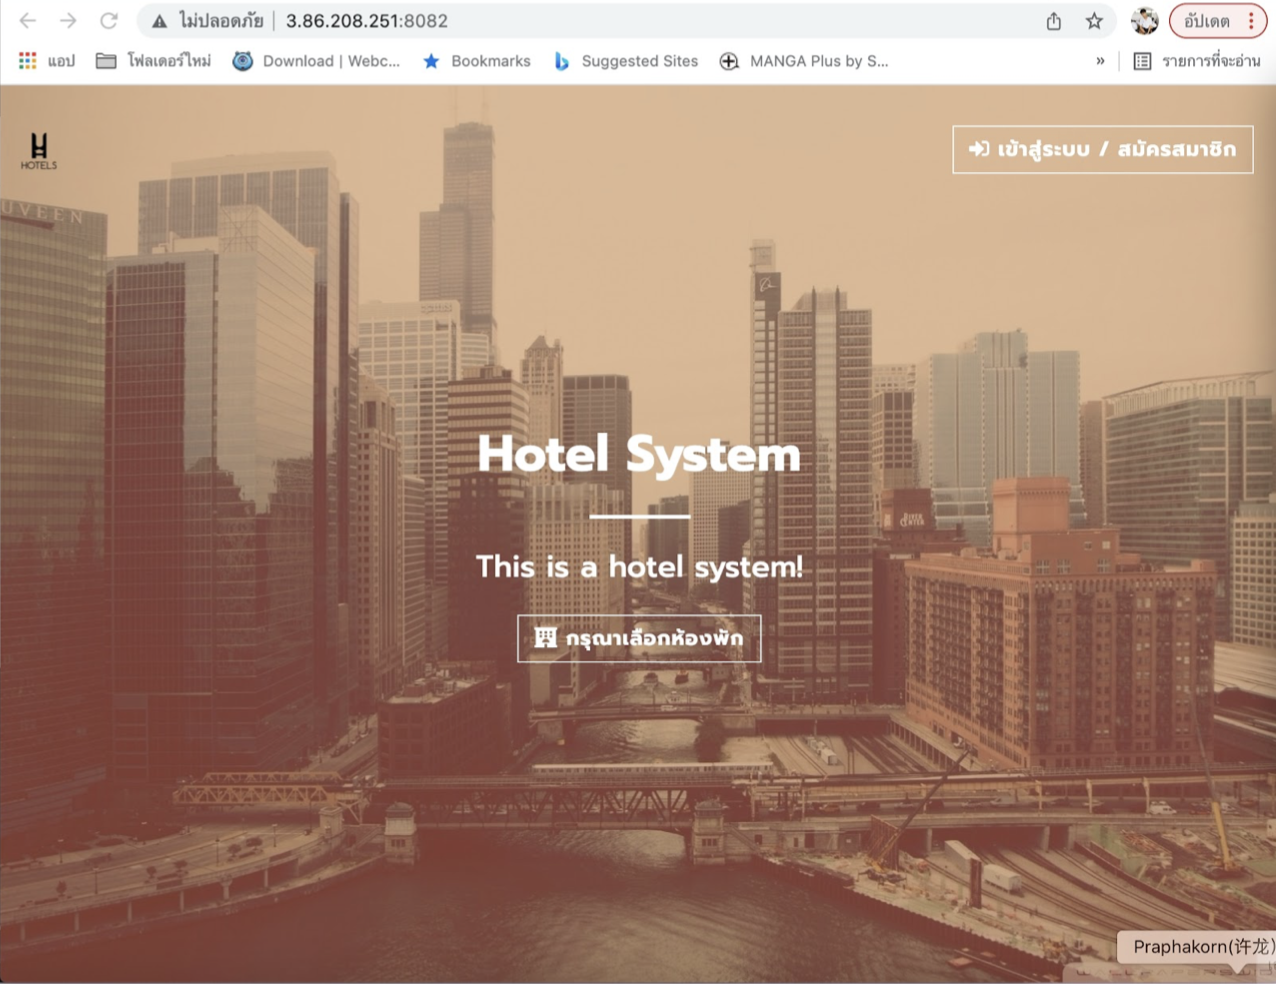 ไม่ปลอดภัย | 3.86.208.251:8082
อัปเดต
แอป
โฟลเดอร์ใหม่
Download | Webc...
Bookmarks
Suggested Sites
MANGA Plus by S...
»
รายการที่จะอ่าน
HOTELS
เข้าสู่ระบบ / สมัครสมาชิก
UVEEN
Hotel System
This is a hotel system!
กรุณาเลือกห้องพัก
RIVER
CENTER
Praphakorn(许龙)